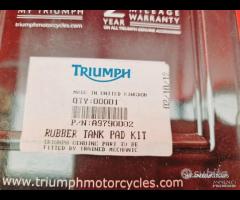 MY TRIUMPH
2 MILEAGE
YEAR WARRANTY
TRIUMPH
MADE IN UNITED KINGDOM
QTY:00001
P/N:A9790002
RUBBER TANK PAD KIT
TRIUMPH GENUINE PART TO BE
FITTED BY TRAINED MECHANIC
www.triumphmotorcycles.com
subito